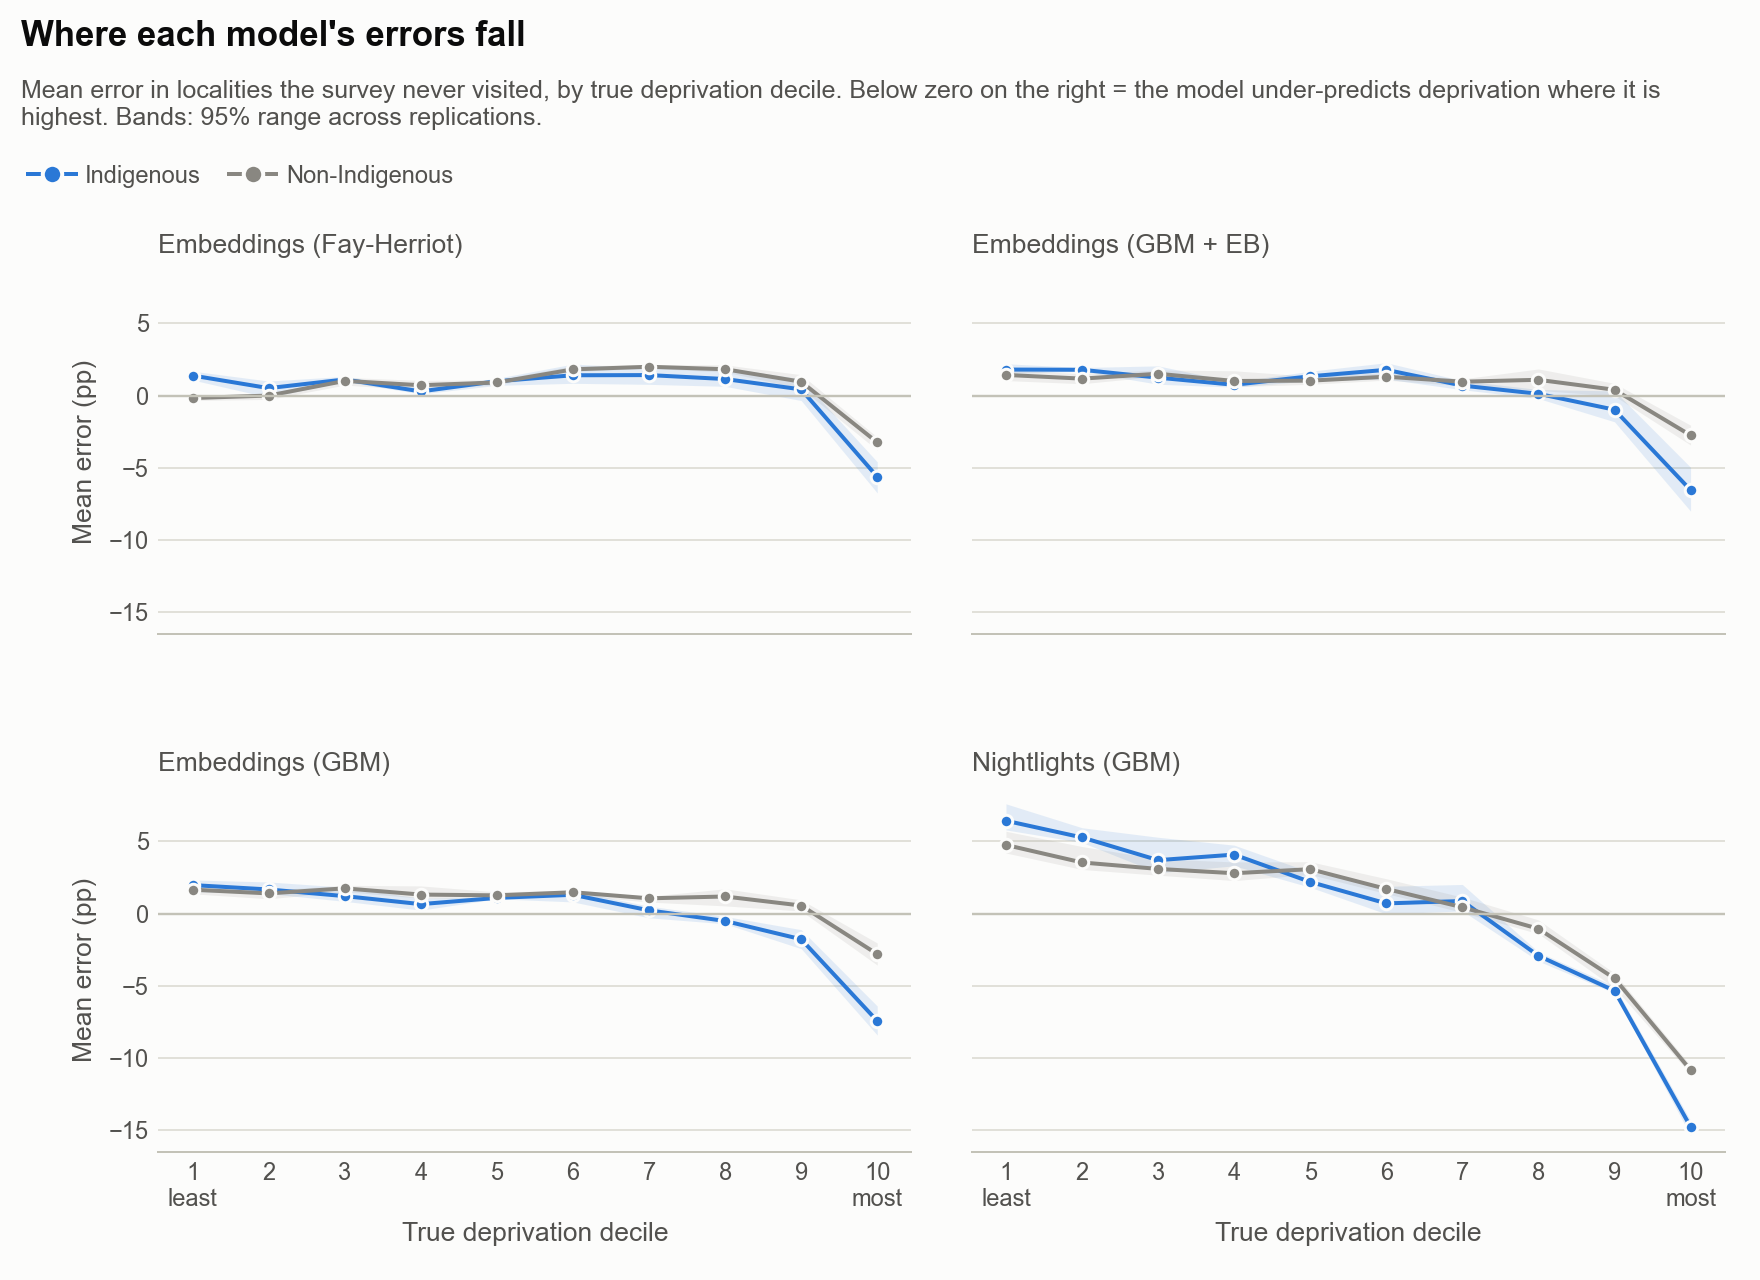 Where each model's errors fall
Mean error in localities the survey never visited, by true deprivation decile. Below zero on the right = the model under-predicts deprivation where it is
highest. Bands: 95% range across replications.
Indigenous Non-Indigenous
Embeddings (Fay-Herriot)
5
0
−5
−10
−15
Mean error (pp)
Embeddings (GBM + EB)
Embeddings (GBM)
5
0
−5
−10
−15
Mean error (pp)
1 2 3 4 5 6 7 8 9 10
least most
True deprivation decile
Nightlights (GBM)
1 2 3 4 5 6 7 8 9 10
least most
True deprivation decile